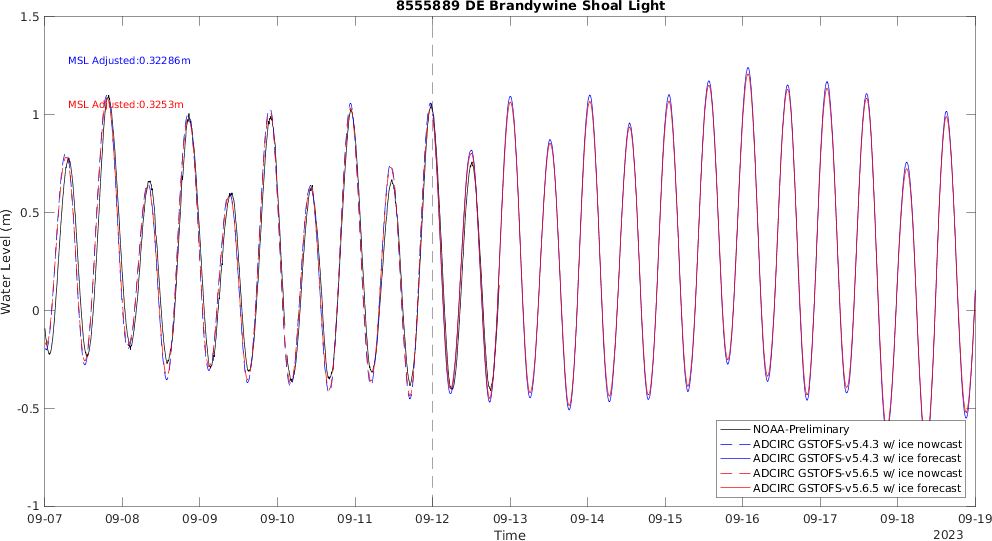 8555889 DE Brandywine Shoal Light
1.5
MSL Adjusted:0.32286m
MSL Adjusted:0.3253m
1
0.5
0
-0.5
-1
Water Level (m)
NOAA-Preliminary
ADCIRC GSTOFS-v5.4.3 w/ ice nowcast
ADCIRC GSTOFS-v5.4.3 w/ ice forecast
ADCIRC GSTOFS-v5.6.5 w/ ice nowcast
ADCIRC GSTOFS-v5.6.5 w/ ice forecast
09-07 09-08 09-09 09-10 09-11 09-12 09-13 09-14 09-15 09-16 09-17 09-18 09-19
Time
2023